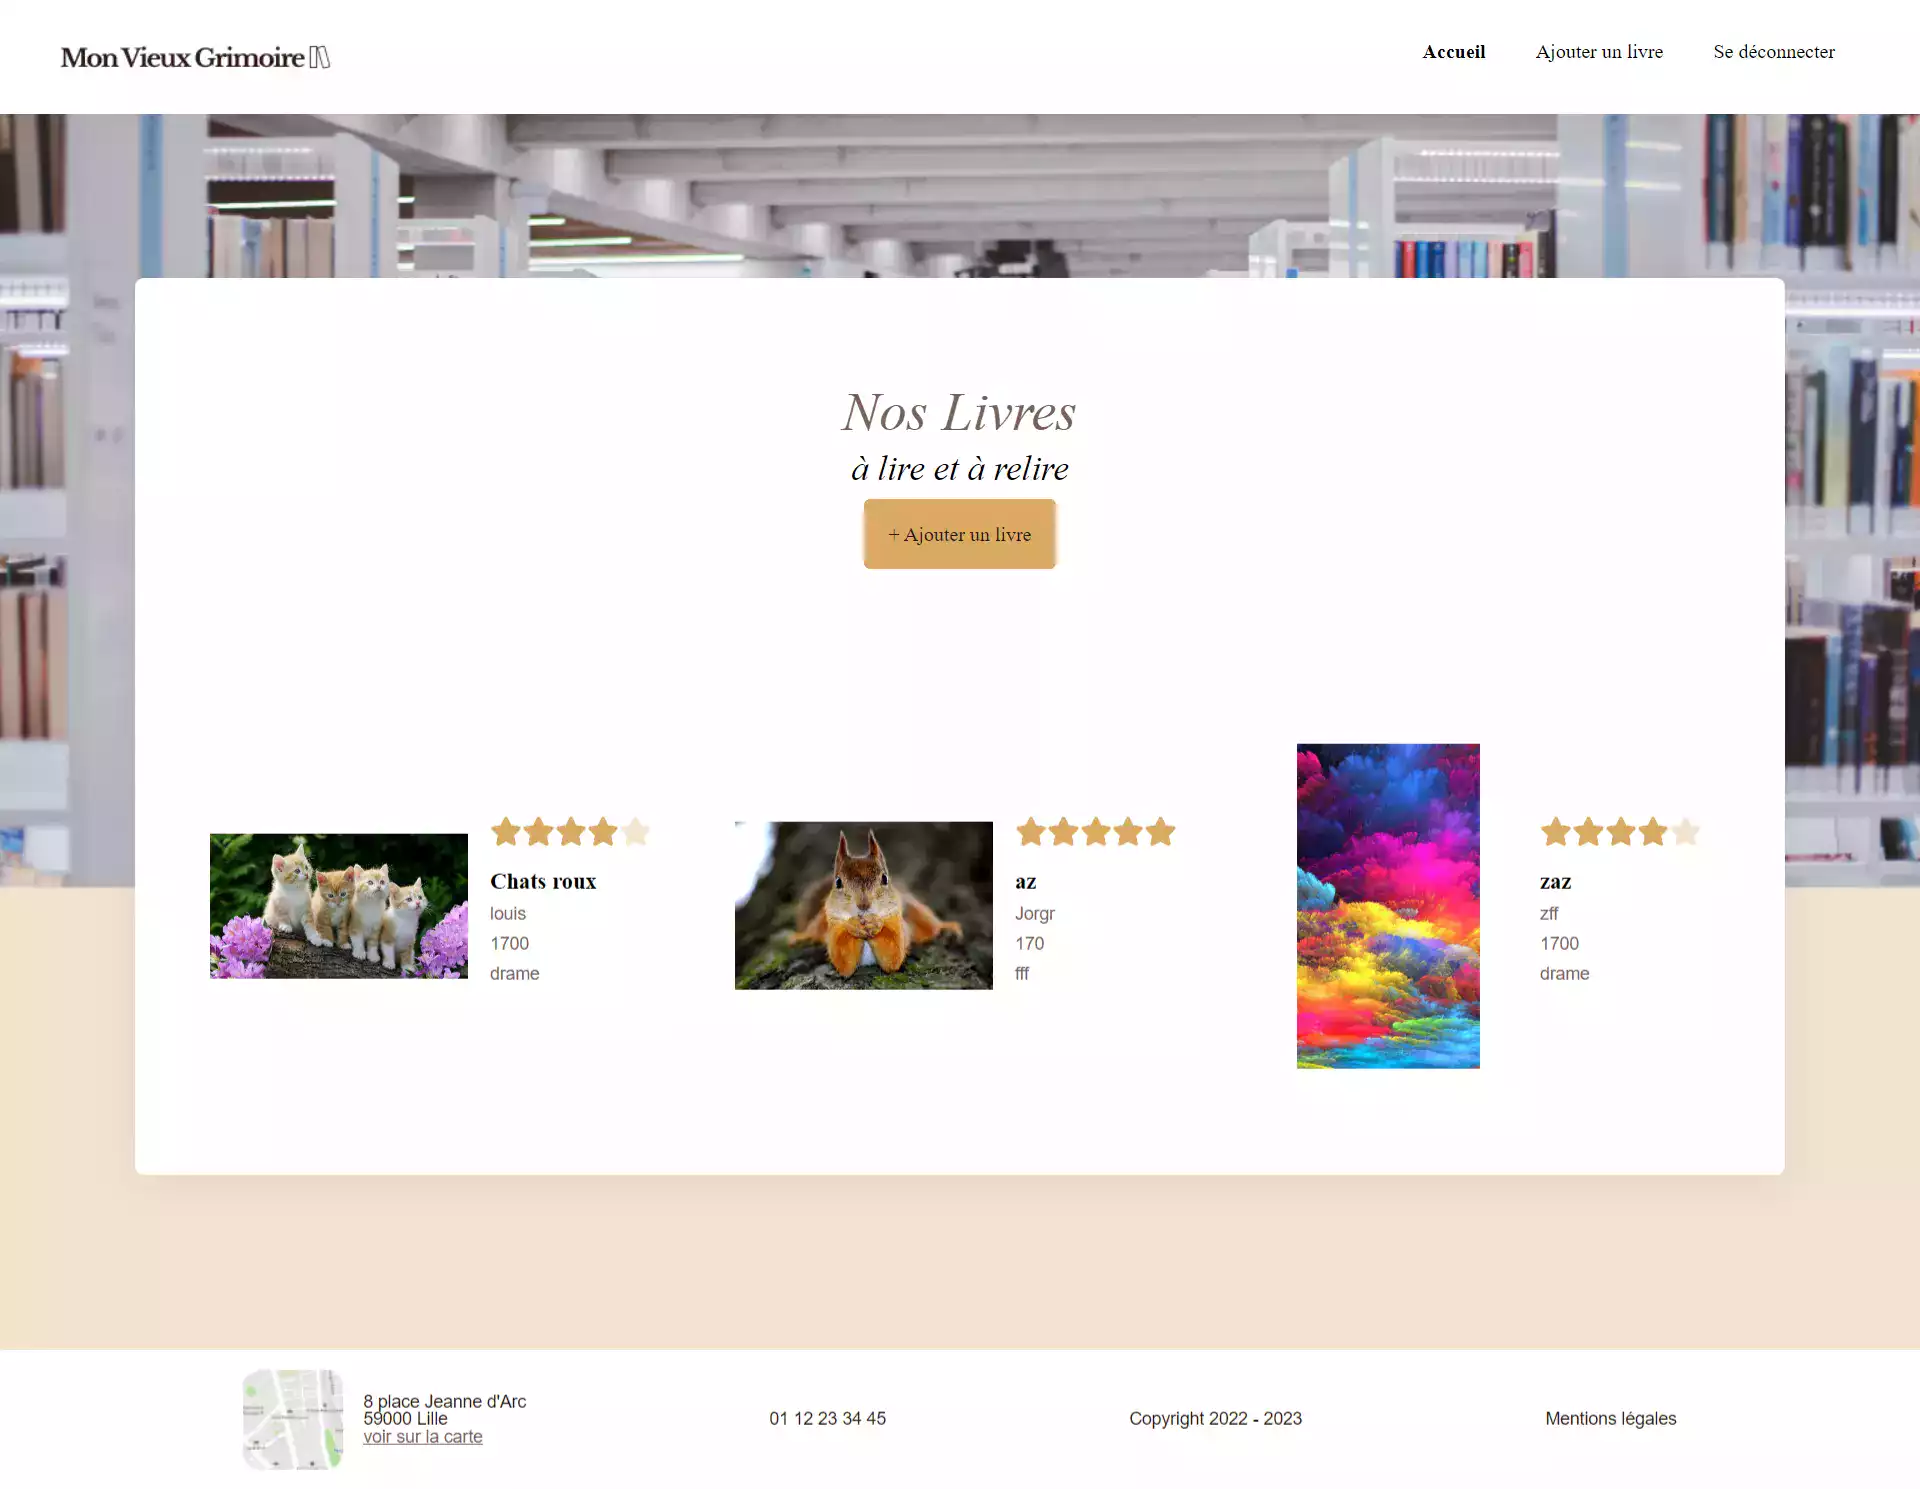 Mon Vieux Grimoire
Accueil
Ajouter un livre
Se déconnecter
Nos Livres
à lire et à relire
+ Ajouter un livre
Chats roux
louis
1700
drame
az
Jorgr
170
fff
zaz
zff
1700
drame
8 place Jeanne d'Arc
59000 Lille
voir sur la carte
01 12 23 34 45
Copyright 2022 - 2023
Mentions légales